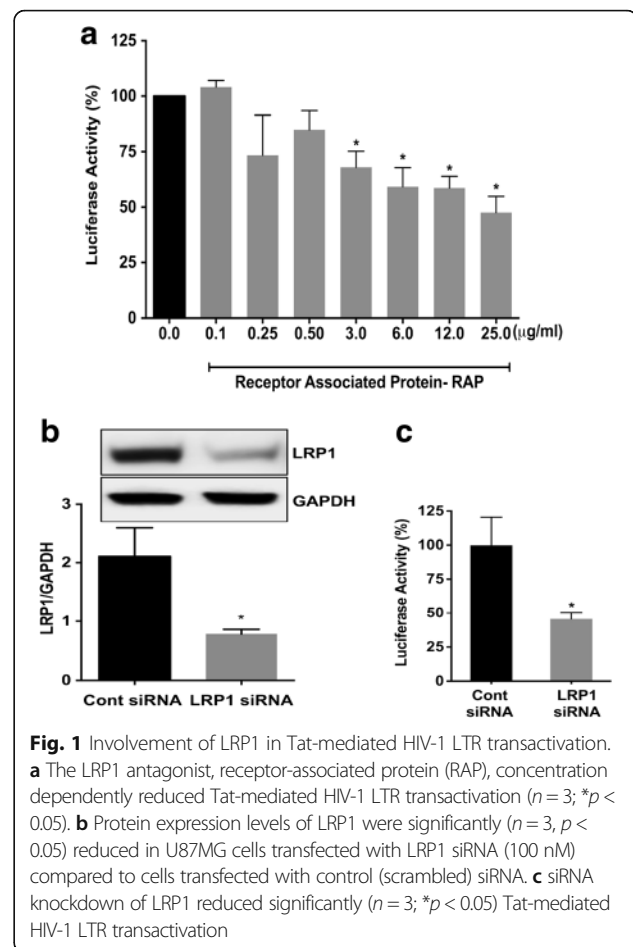 a
125
100
75
50
25
0
Luciferase Activity (%)
* * * *
0.0 0.1 0.25 0.50 3.0 6.0 12.0 25.0 (μg/ml)
Receptor Associated Protein- RAP
b
LRP1
GAPDH
3
2
1
0
LRP1/GAPDH
*
Cont siRNA LRP1 siRNA
c
125
100
75
50
25
0
Luciferase Activity (%)
*
Cont LRP1
siRNA siRNA
Fig. 1 Involvement of LRP1 in Tat-mediated HIV-1 LTR transactivation.
a The LRP1 antagonist, receptor-associated protein (RAP), concentration
dependently reduced Tat-mediated HIV-1 LTR transactivation (n = 3; *p <
0.05). b Protein expression levels of LRP1 were significantly (n = 3, p <
0.05) reduced in U87MG cells transfected with LRP1 siRNA (100 nM)
compared to cells transfected with control (scrambled) siRNA. c siRNA
knockdown of LRP1 reduced significantly (n = 3; *p < 0.05) Tat-mediated
HIV-1 LTR transactivation